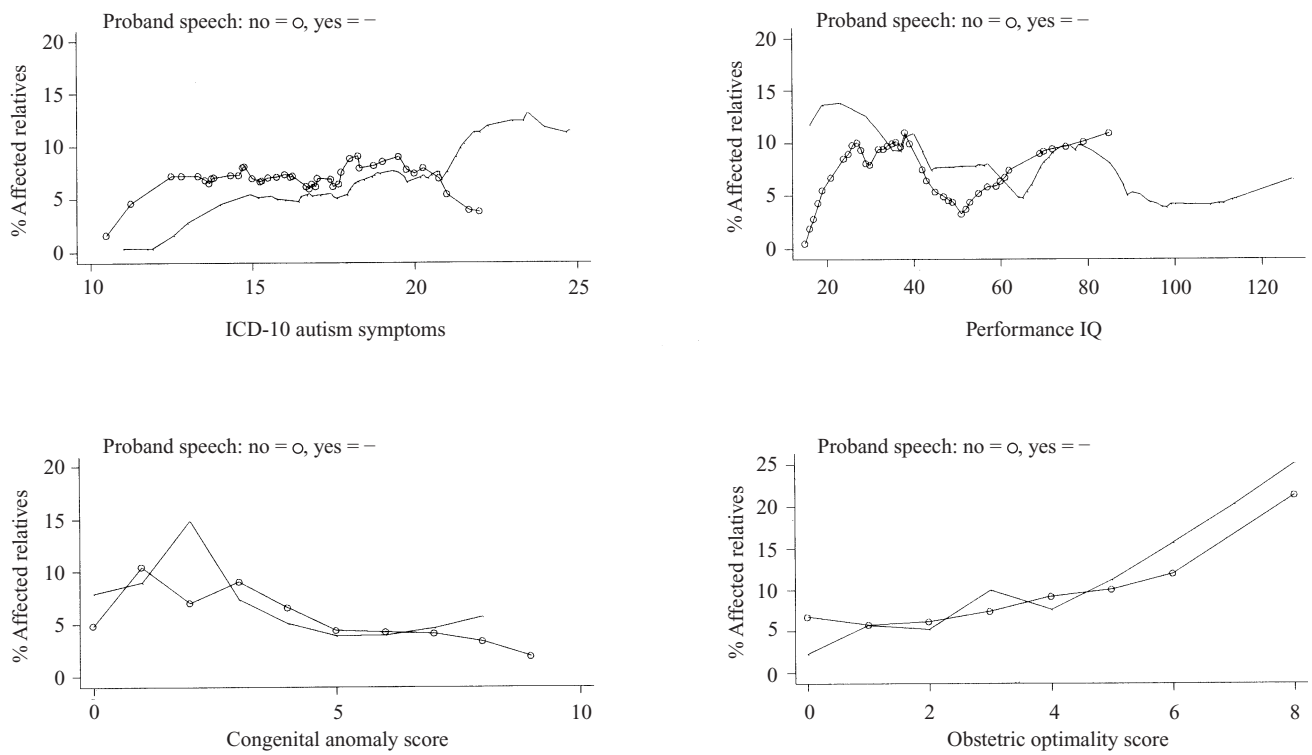 Proband speech: no = o, yes = –
20
15
10
5
0
% Affected relatives
10 15 20 25
ICD-10 autism symptoms
Proband speech: no = o, yes = –
20
15
10
5
0
% Affected relatives
20 40 60 80 100 120
Performance IQ
Proband speech: no = o, yes = –
20
15
10
5
0
% Affected relatives
0 5 10
Congenital anomaly score
Proband speech: no = o, yes = –
25
20
15
10
5
0
% Affected relatives
0 2 4 6 8
Obstetric optimality score